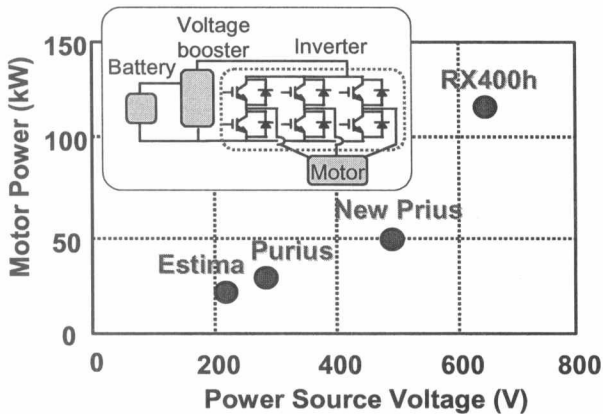 150
100
50
0
Motor Power (kW)
Voltage
booster
Inverter
Battery
Motor
RX400h
New Prius
Estima
Purius
0
200
400
600
800
Power Source Voltage (V)